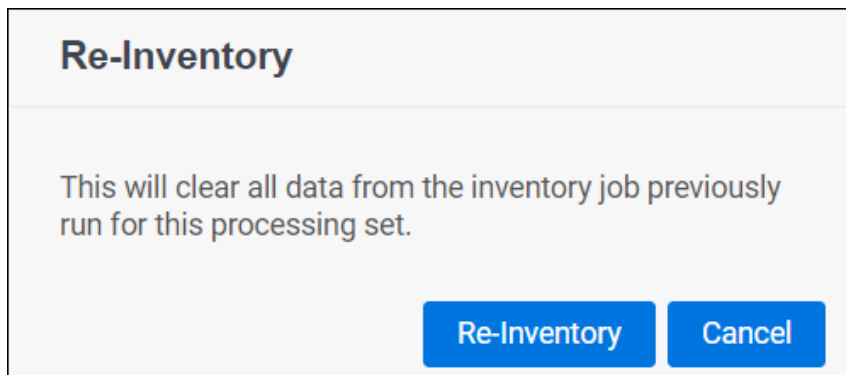 Re-Inventory
This will clear all data from the inventory job previously
run for this processing set.
Re-Inventory Cancel